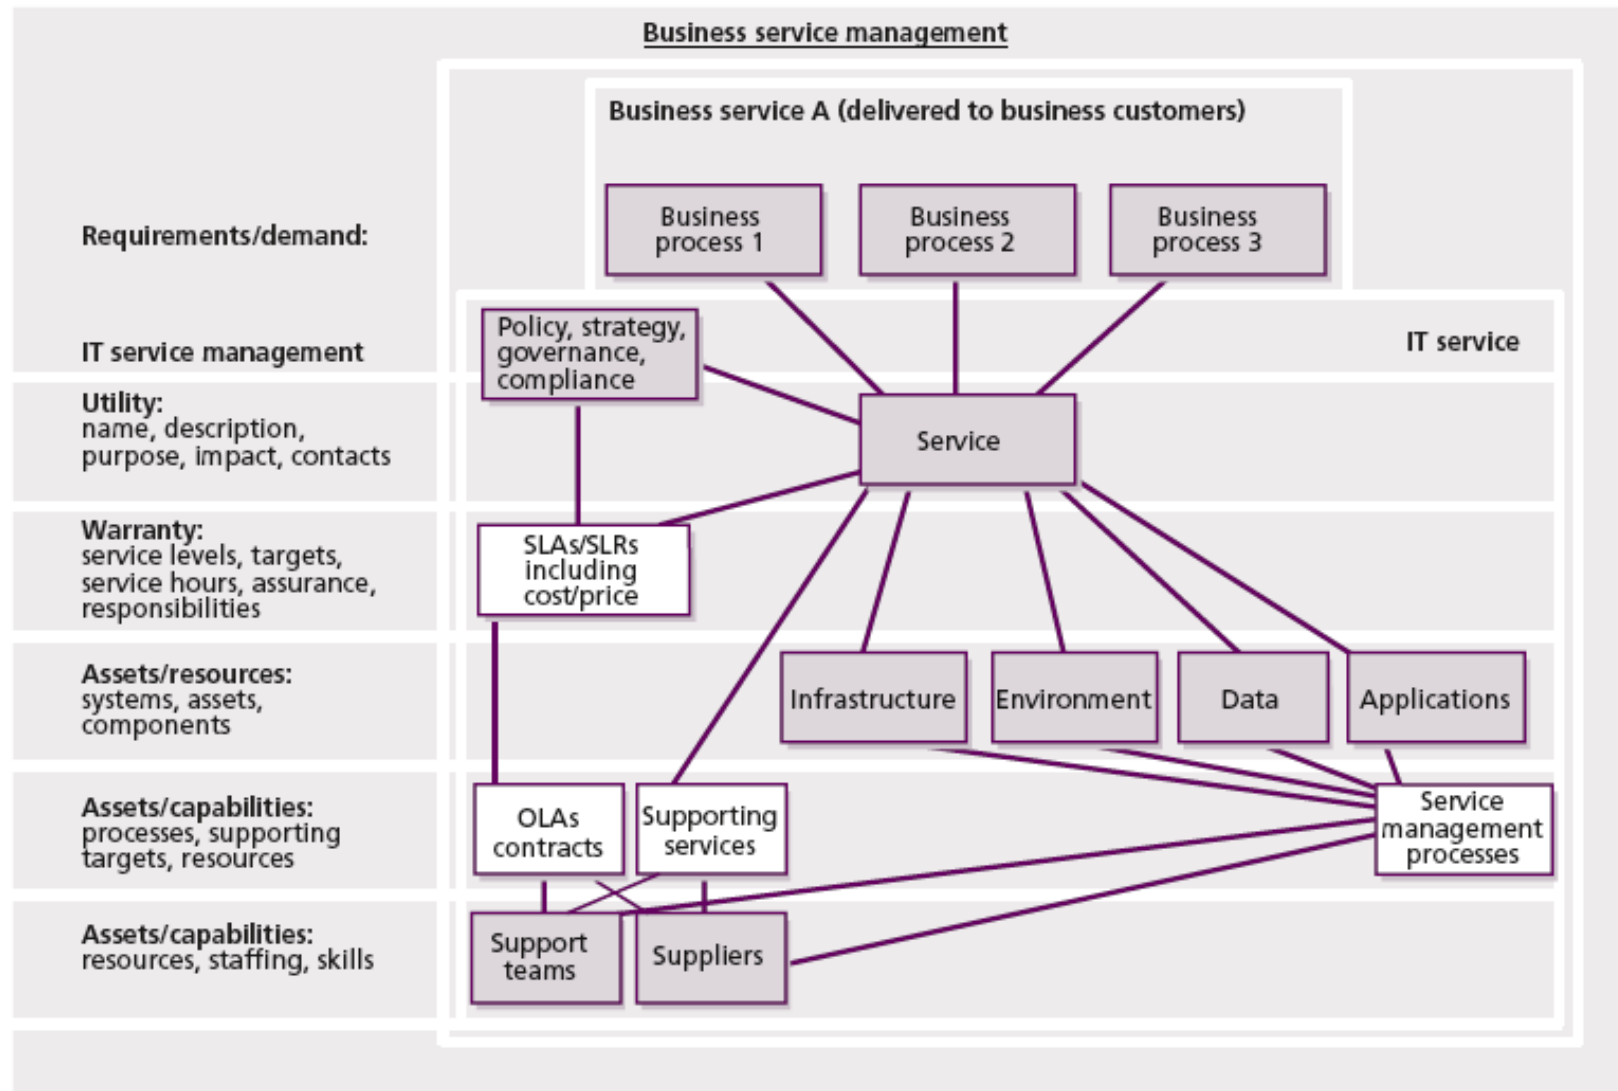 Business service management
Business service A (delivered to business customers)
Requirements/demand:
Business
process 1
Business
process 2
Business
process 3
IT service management
Policy, strategy,
governance,
compliance
IT service
Utility:
name, description,
purpose, impact, contacts
Service
Warranty:
service levels, targets,
service hours, assurance,
responsibilities
SLAs/SLRs
including
cost/price
Assets/resources:
systems, assets,
components
Infrastructure
Environment
Data
Applications
Assets/capabilities:
processes, supporting
targets, resources
OLAs
contracts
Supporting
services
Service
management
processes
Assets/capabilities:
resources, staffing, skills
Support
teams
Suppliers